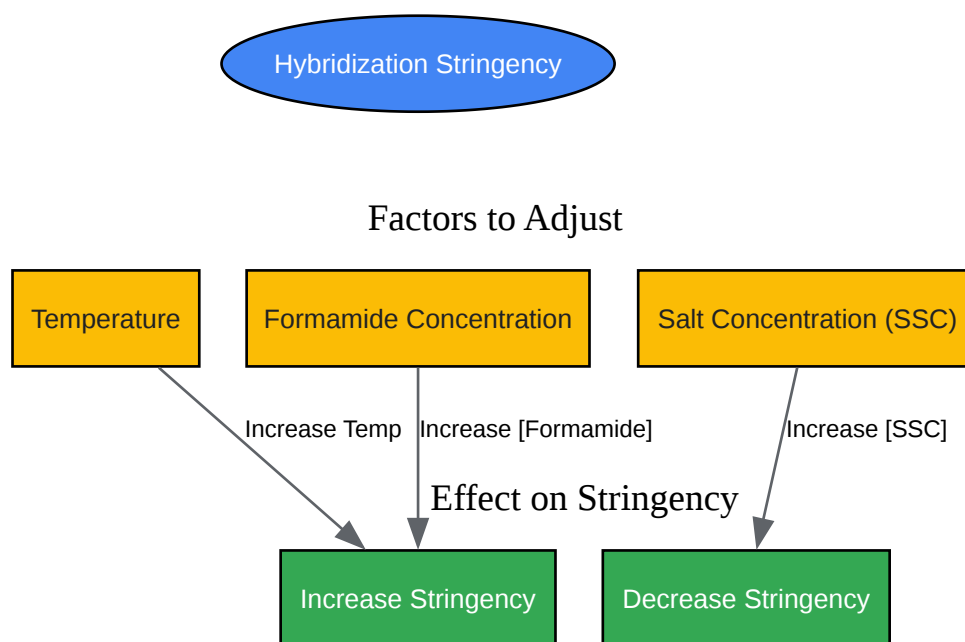 Hybridization Stringency
Factors to Adjust
Temperature
Formamide Concentration
Salt Concentration (SSC)
Increase Temp
Increase [Formamide]
Increase [SSC]
Effect on Stringency
Increase Stringency
Decrease Stringency